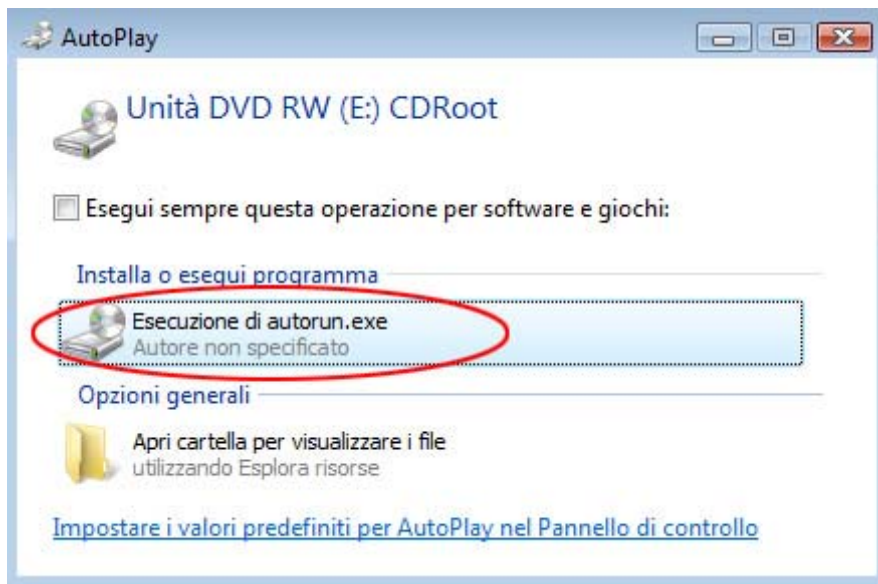 AutoPlay
Unità DVD RW (E:) CDRoot
Esegui sempre questa operazione per software e giochi:
Installa o esegui programma
Esecuzione di autorun.exe
Autore non specificato
Opzioni generali
Apri cartella per visualizzare i file
utilizzando Esplora risorse
Impostare i valori predefiniti per AutoPlay nel Pannello di controllo